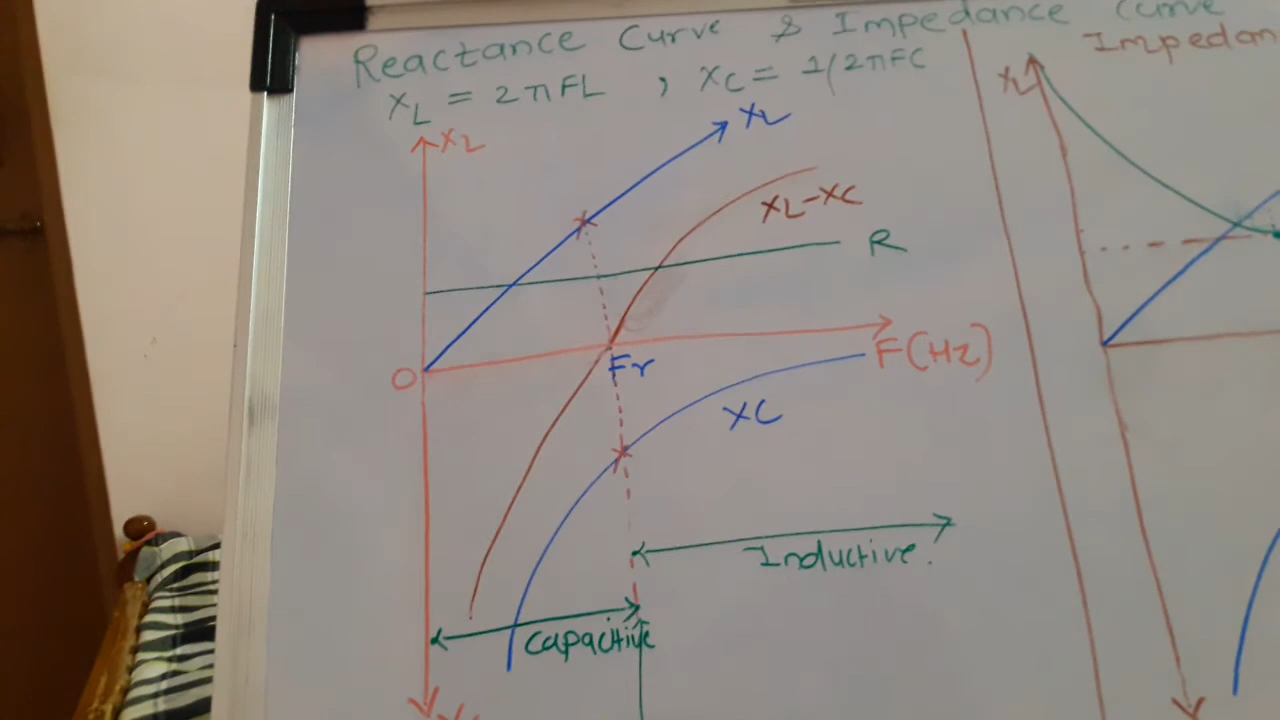 Reactance Curve & Impedance Curve
XL = 2πFL , XC = 1/2πFC
Impedan
XL
XL
XL
XL-XC
R
O
Fr
F(Hz)
XC
Inductive.
Capacitive